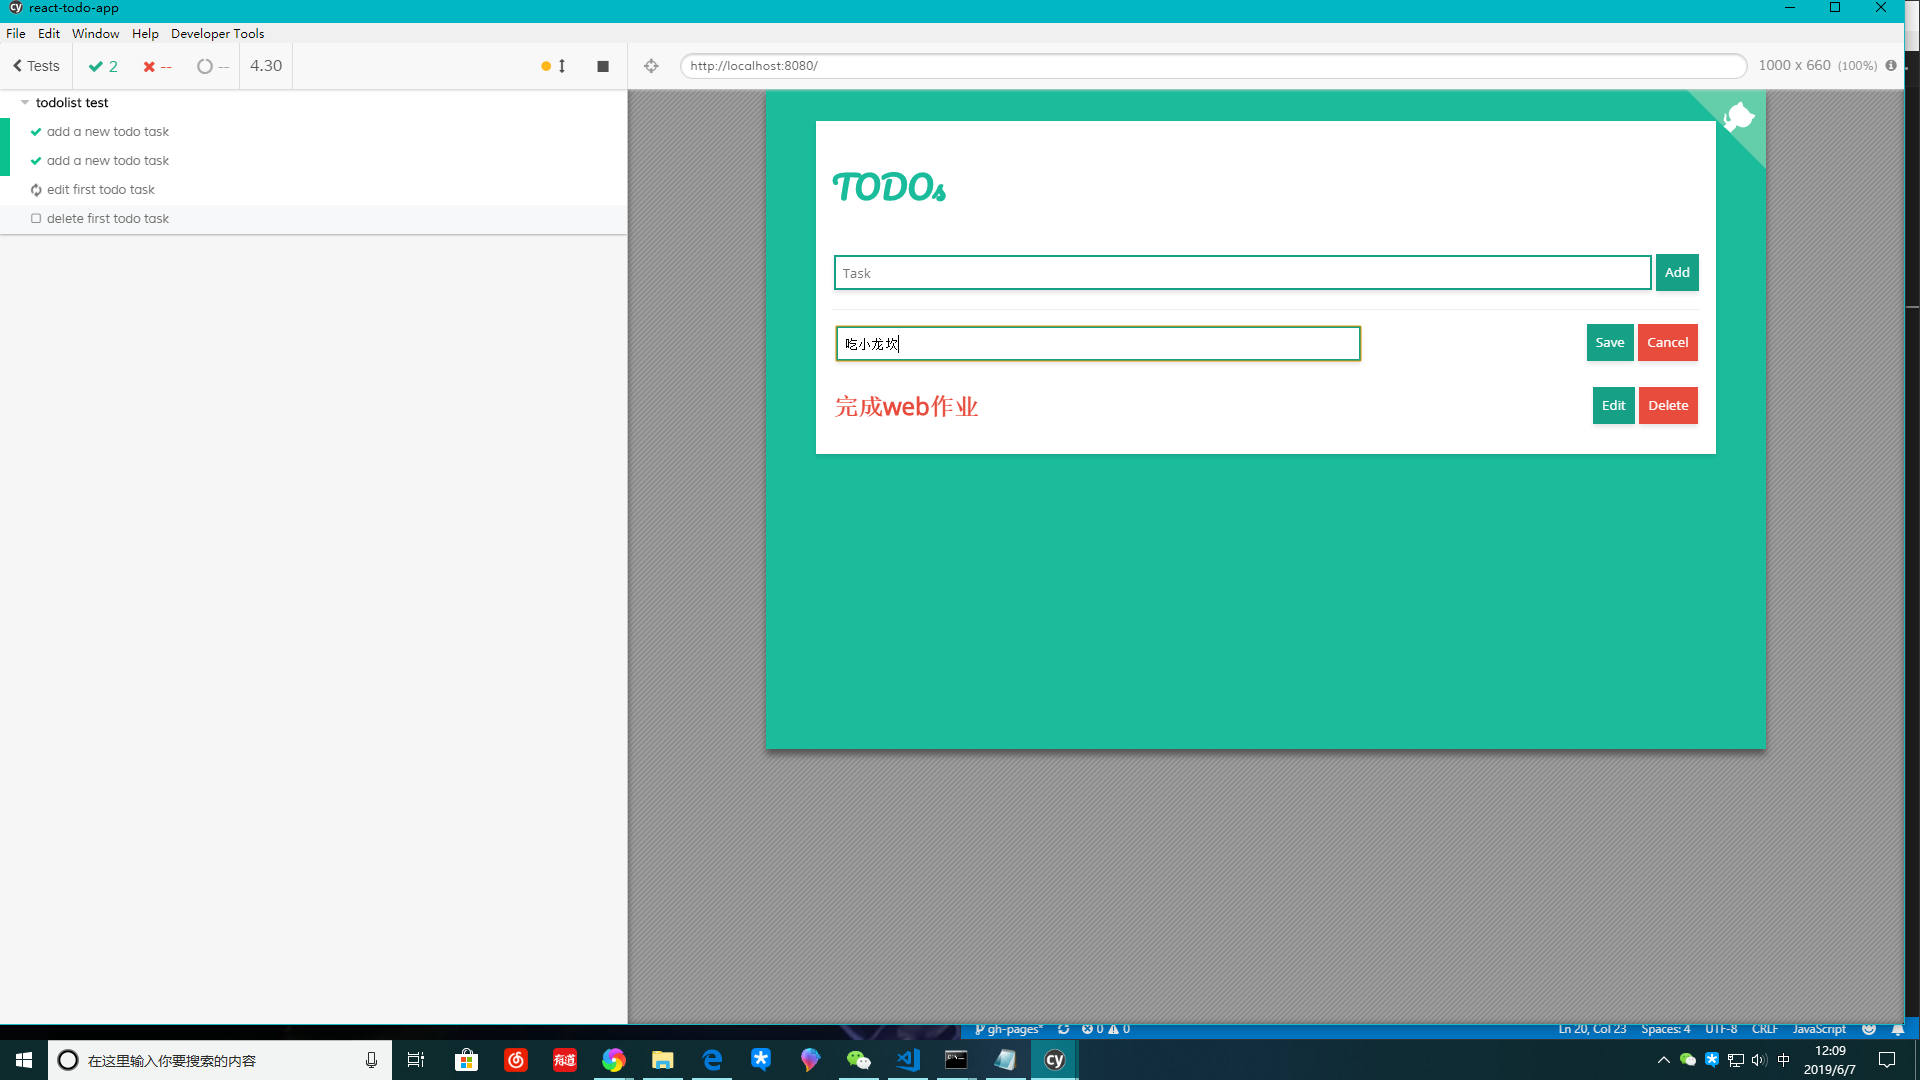 react-todo-app
File Edit Window Help Developer Tools
Tests 2 -- -- 4.30 http://localhost:8080/ 1000 x 660 (100%)
todolist test
add a new todo task
add a new todo task
edit first todo task
delete first todo task
TODOs
Task
Add
吃小龙坎
Save Cancel
完成web作业
Edit Delete
gh-pages* 0 0 Ln 20, Col 23 Spaces: 4 UTF-8 CRLF JavaScript
在这里输入你要搜索的内容
有道
cy
中
12:09
2019/6/7